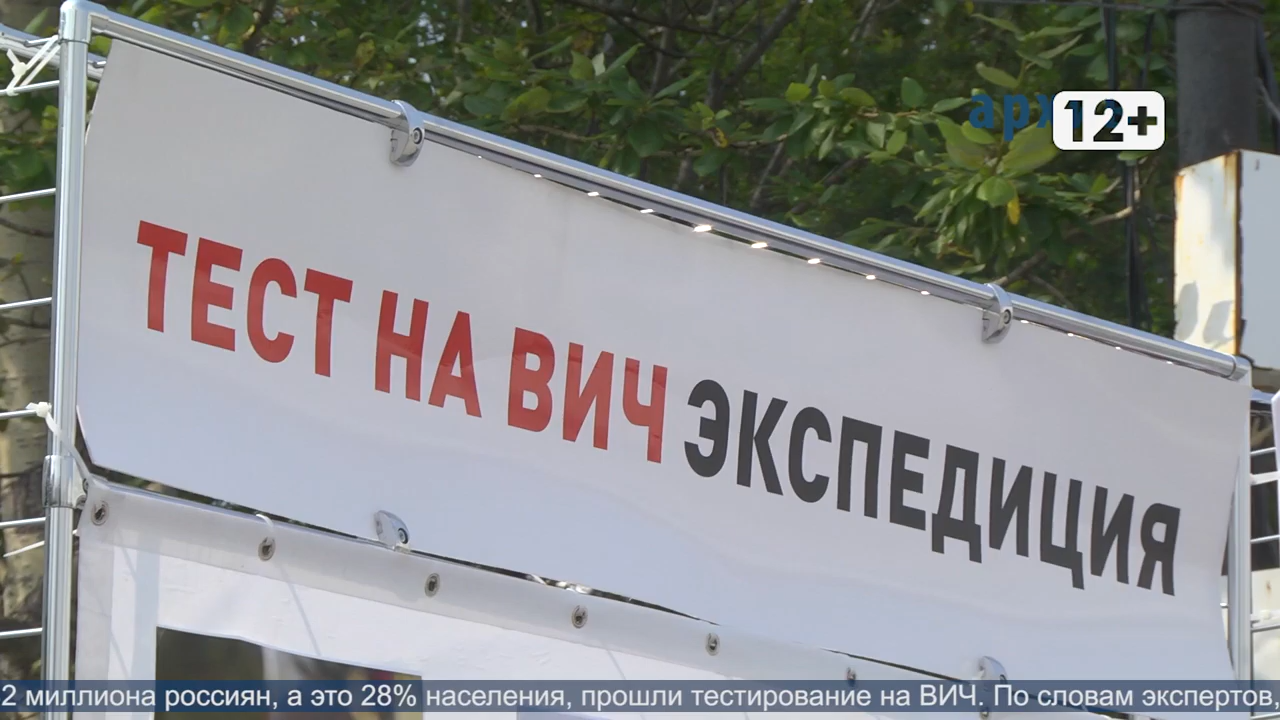 12+
ТЕСТ НА ВИЧ ЭКСПЕДИЦИЯ
2 миллиона россиян, а это 28% населения, прошли тестирование на ВИЧ. По словам экспертов,